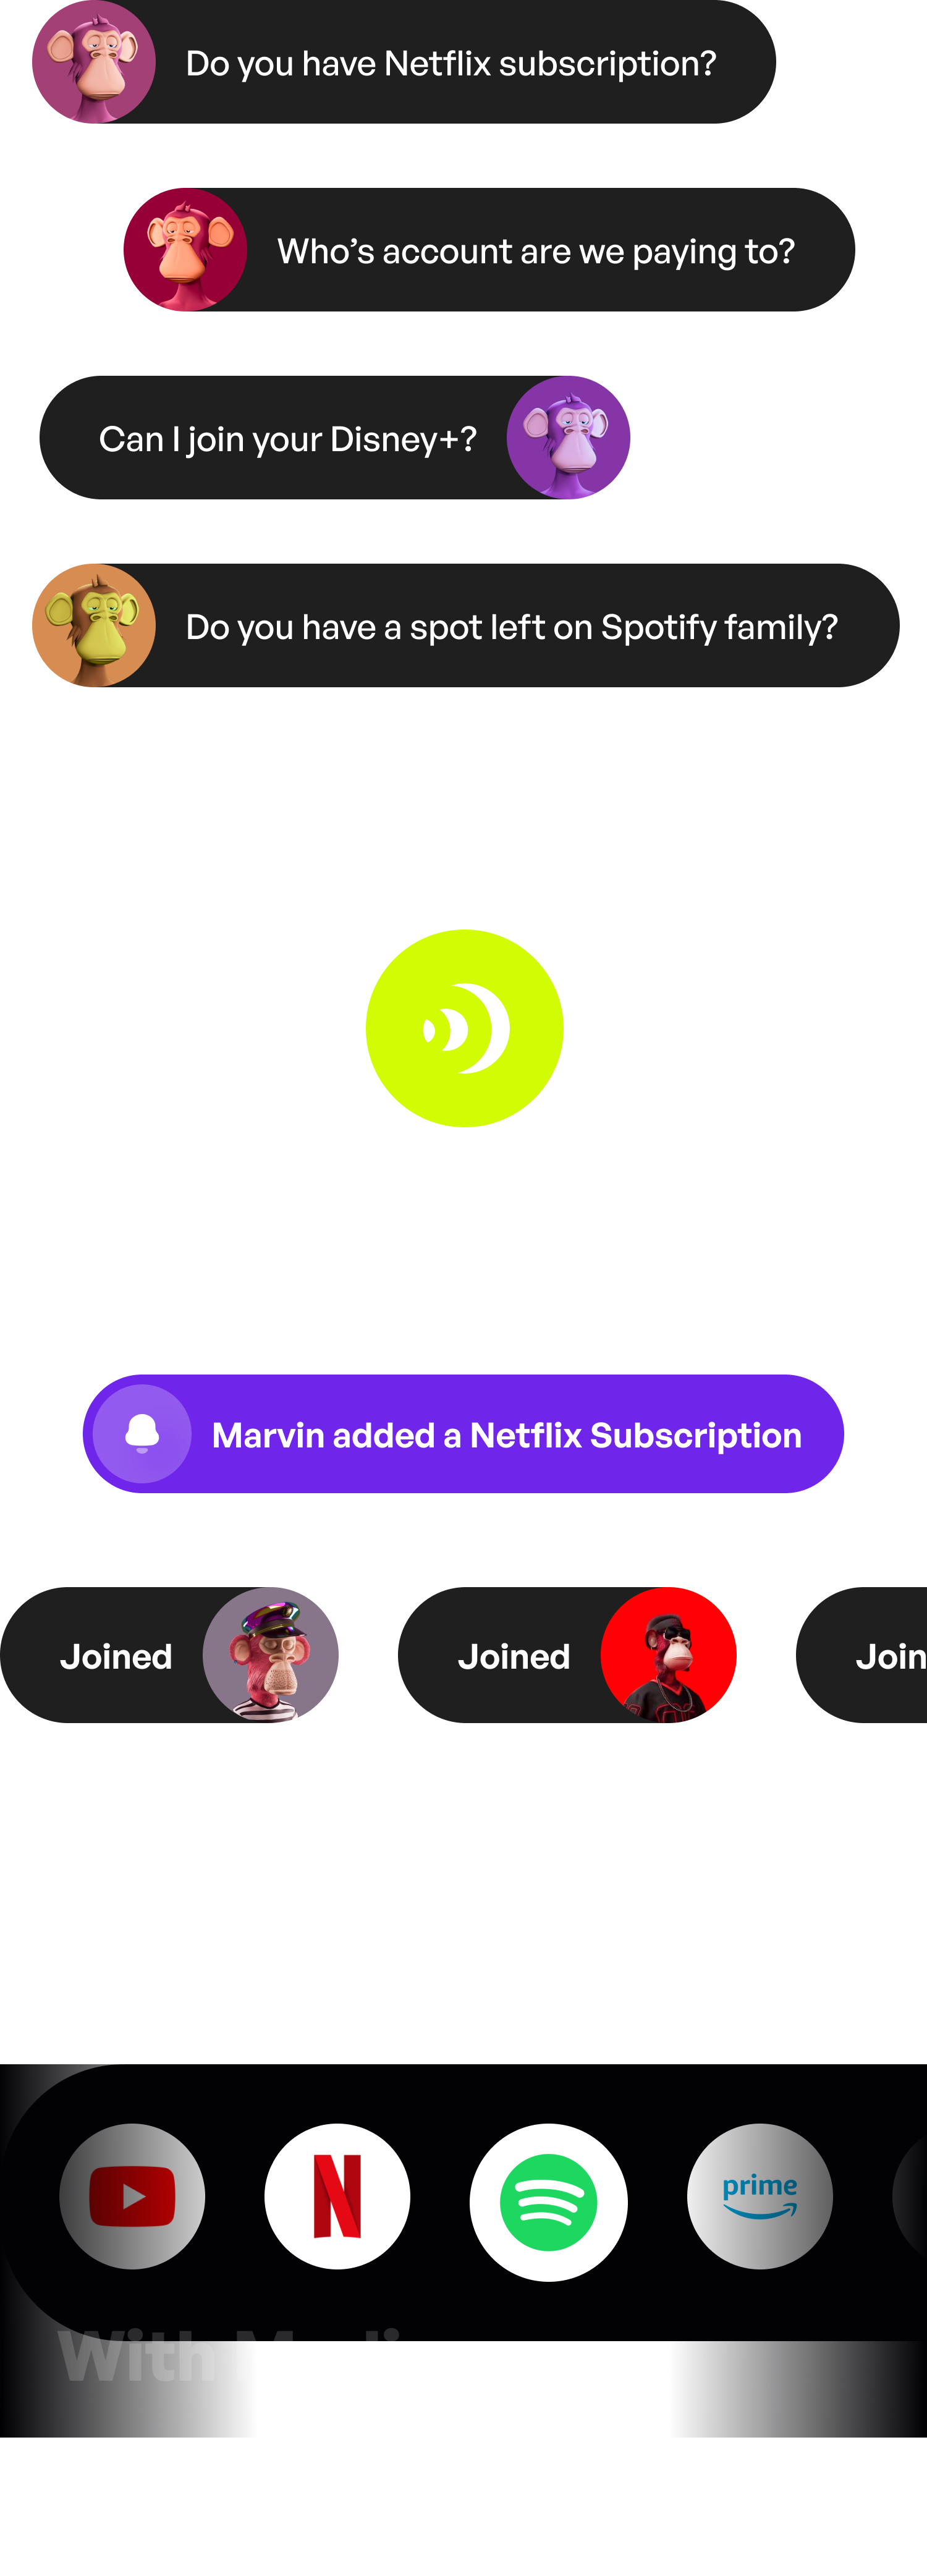 Do you have Netflix subscription?
Who’s account are we paying to?
Can I join your Disney+?
Do you have a spot left on Spotify family?
Marvin added a Netflix Subscription
Joined
Joined
Join
prime
With